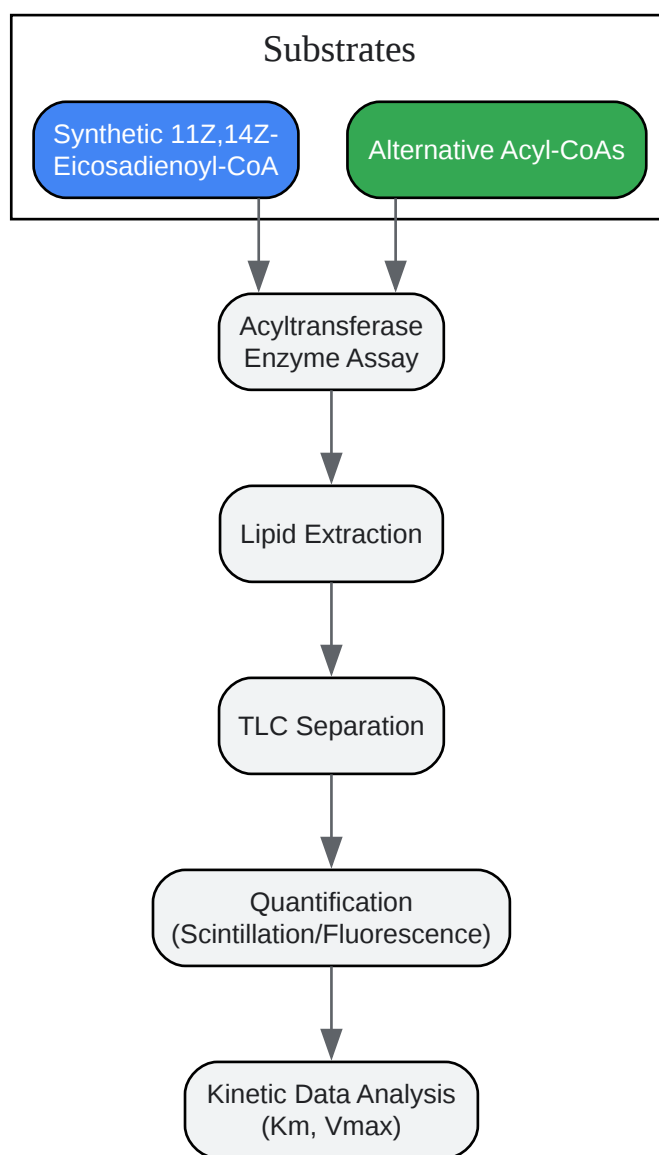 Substrates
Synthetic 11Z,14Z-
Eicosadienoyl-CoA
Alternative Acyl-CoAs
Acyltransferase
Enzyme Assay
Lipid Extraction
TLC Separation
Quantification
(Scintillation/Fluorescence)
Kinetic Data Analysis
(Km, Vmax)